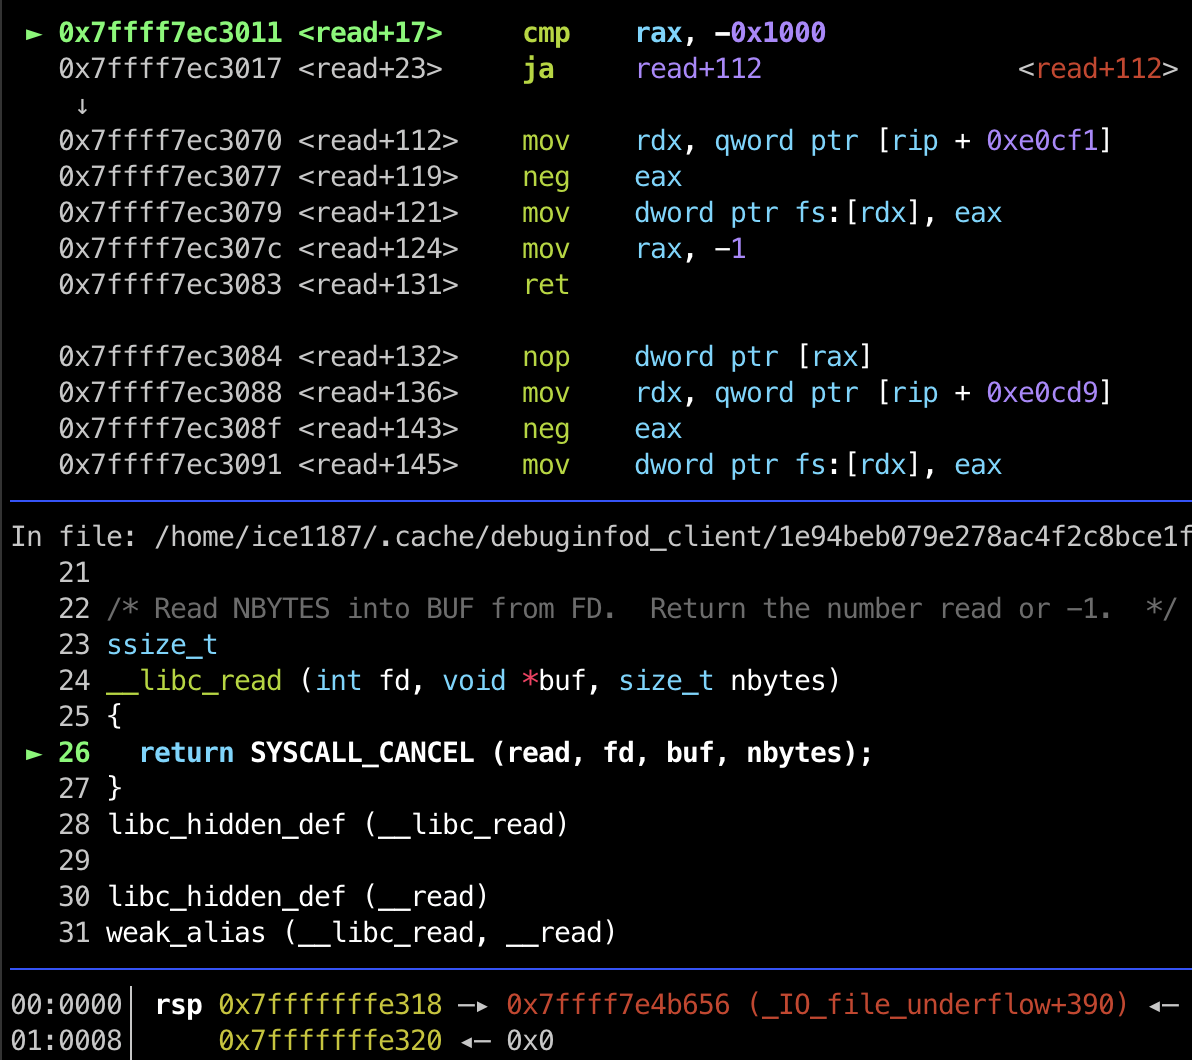 ► 0x7ffff7ec3011 <read+17>     cmp    rax, -0x1000
0x7ffff7ec3017 <read+23>     ja     read+112                <read+112>
↓
0x7ffff7ec3070 <read+112>    mov    rdx, qword ptr [rip + 0xe0cf1]
0x7ffff7ec3077 <read+119>    neg    eax
0x7ffff7ec3079 <read+121>    mov    dword ptr fs:[rdx], eax
0x7ffff7ec307c <read+124>    mov    rax, -1
0x7ffff7ec3083 <read+131>    ret
0x7ffff7ec3084 <read+132>    nop    dword ptr [rax]
0x7ffff7ec3088 <read+136>    mov    rdx, qword ptr [rip + 0xe0cd9]
0x7ffff7ec308f <read+143>    neg    eax
0x7ffff7ec3091 <read+145>    mov    dword ptr fs:[rdx], eax
In file: /home/ice1187/.cache/debuginfod_client/1e94beb079e278ac4f2c8bce1f
21
22 /* Read NBYTES into BUF from FD.  Return the number read or -1.  */
23 ssize_t
24 __libc_read (int fd, void *buf, size_t nbytes)
25 {
► 26   return SYSCALL_CANCEL (read, fd, buf, nbytes);
27 }
28 libc_hidden_def (__libc_read)
29
30 libc_hidden_def (__read)
31 weak_alias (__libc_read, __read)
00:0000│ rsp 0x7fffffffe318 —▸ 0x7ffff7e4b656 (_IO_file_underflow+390) ◂—
01:0008│     0x7fffffffe320 ◂— 0x0